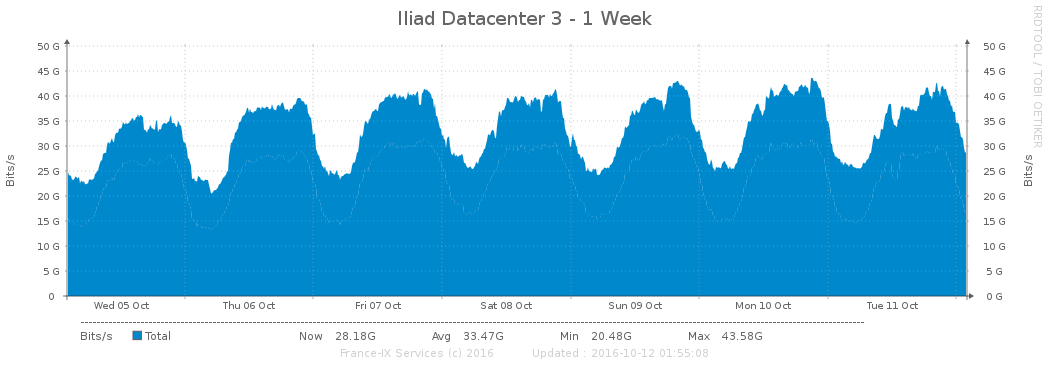 Iliad Datacenter 3 - 1 Week
RRDTOOL / TOBI OETIKER
50 G 50 G
45 G 45 G
40 G 40 G
35 G 35 G
30 G 30 G
25 G 25 G
20 G 20 G
15 G 15 G
10 G 10 G
5 G 5 G
0 0 G
Bits/s Bits/s
Wed 05 Oct Thu 06 Oct Fri 07 Oct Sat 08 Oct Sun 09 Oct Mon 10 Oct Tue 11 Oct
Bits/s Total Now 28.18G Avg 33.47G Min 20.48G Max 43.58G
France-IX Services (c) 2016 Updated : 2016-10-12 01:55:08